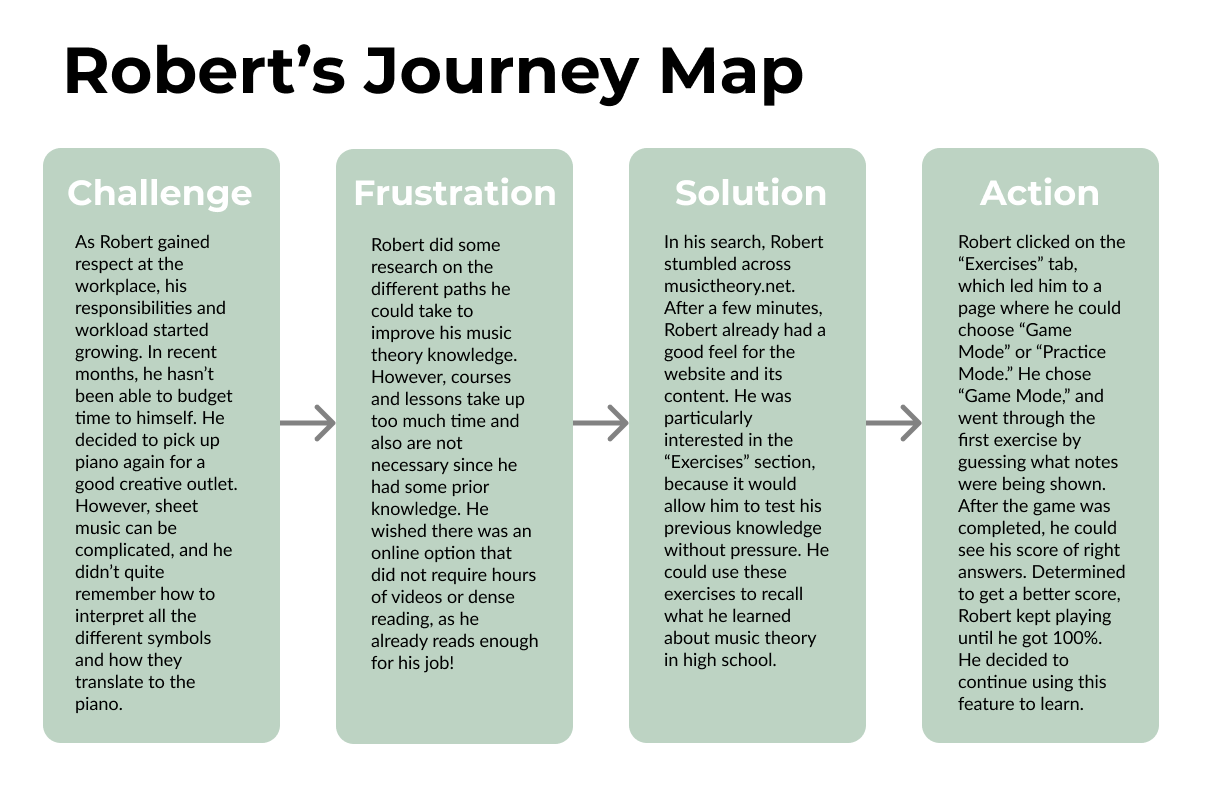 Robert’s Journey Map
Challenge
As Robert gained
respect at the
workplace, his
responsibilities and
workload started
growing. In recent
months, he hasn’t
been able to budget
time to himself. He
decided to pick up
piano again for a
good creative outlet.
However, sheet
music can be
complicated, and he
didn’t quite
remember how to
interpret all the
different symbols
and how they
translate to the
piano.
Frustration
Robert did some
research on the
different paths he
could take to
improve his music
theory knowledge.
However, courses
and lessons take up
too much time and
also are not
necessary since he
had some prior
knowledge. He
wished there was an
online option that
did not require hours
of videos or dense
reading, as he
already reads enough
for his job!
Solution
In his search, Robert
stumbled across
musictheory.net.
After a few minutes,
Robert already had a
good feel for the
website and its
content. He was
particularly
interested in the
“Exercises” section,
because it would
allow him to test his
previous knowledge
without pressure. He
could use these
exercises to recall
what he learned
about music theory
in high school.
Action
Robert clicked on the
“Exercises” tab,
which led him to a
page where he could
choose “Game
Mode” or “Practice
Mode.” He chose
“Game Mode,” and
went through the
first exercise by
guessing what notes
were being shown.
After the game was
completed, he could
see his score of right
answers. Determined
to get a better score,
Robert kept playing
until he got 100%.
He decided to
continue using this
feature to learn.